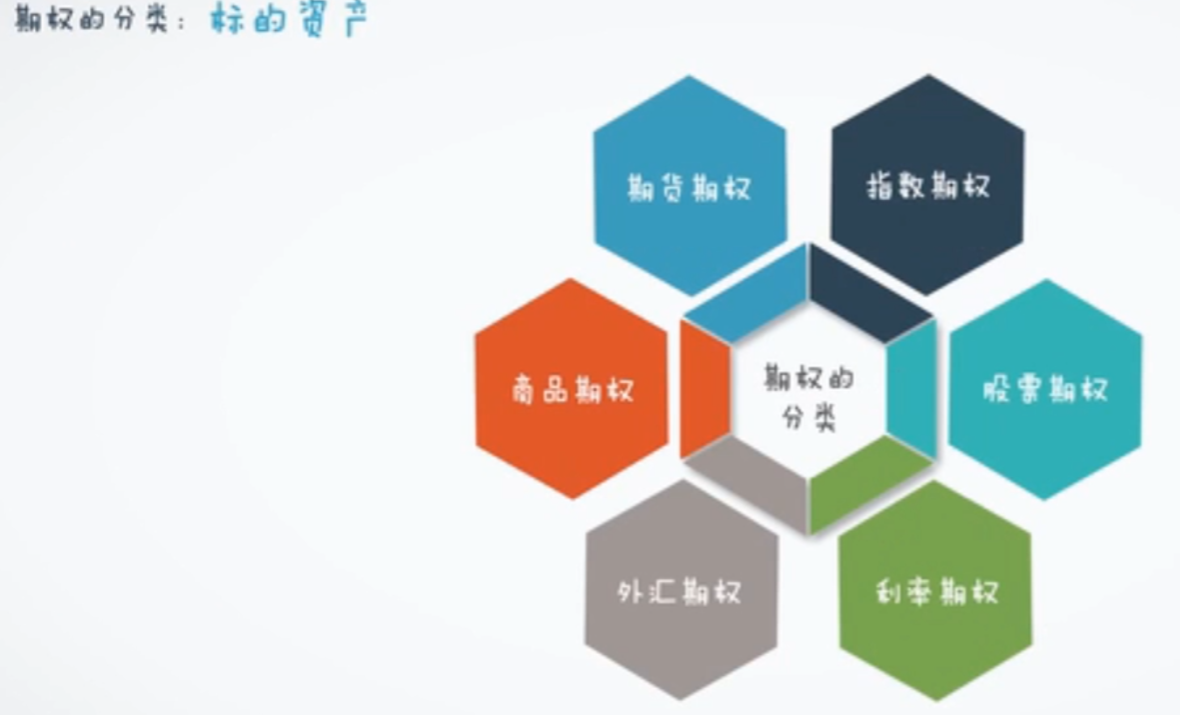 期权的分类：标的资产
期货期权
指数期权
商品期权
期权的
分类
股票期权
外汇期权
利率期权